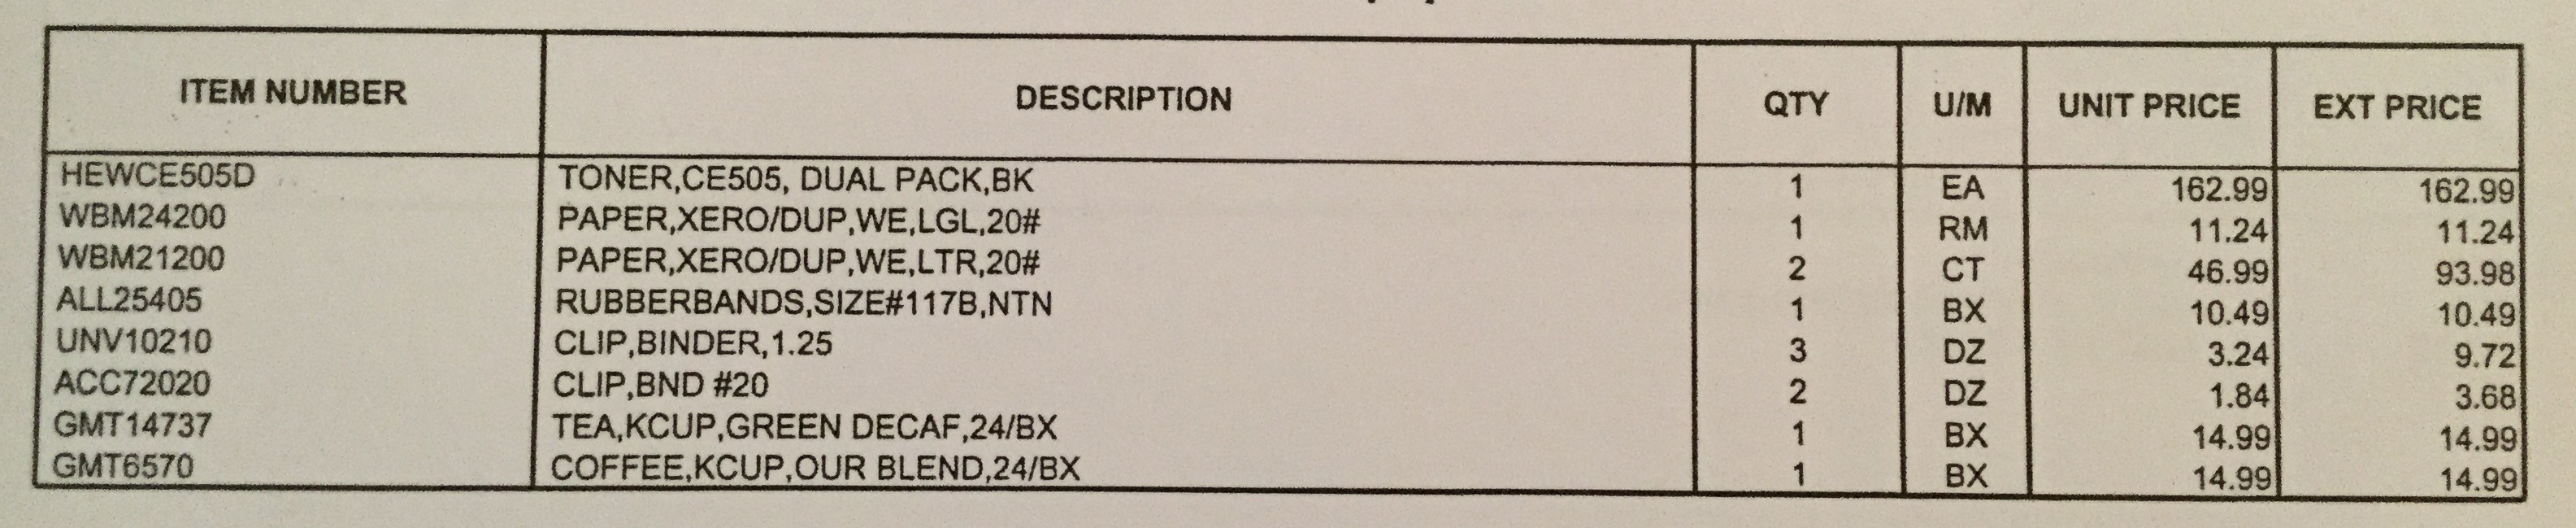 ITEM NUMBER DESCRIPTION QTY U/M UNIT PRICE EXT PRICE
HEWCE505D TONER,CE505, DUAL PACK,BK 1 EA 162.99 162.99
WBM24200 PAPER,XERO/DUP,WE,LGL,20# 1 RM 11.24 11.24
WBM21200 PAPER,XERO/DUP,WE,LTR,20# 2 CT 46.99 93.98
ALL25405 RUBBERBANDS,SIZE#117B,NTN 1 BX 10.49 10.49
UNV10210 CLIP,BINDER,1.25 3 DZ 3.24 9.72
ACC72020 CLIP,BND #20 2 DZ 1.84 3.68
GMT14737 TEA,KCUP,GREEN DECAF,24/BX 1 BX 14.99 14.99
GMT6570 COFFEE,KCUP,OUR BLEND,24/BX 1 BX 14.99 14.99